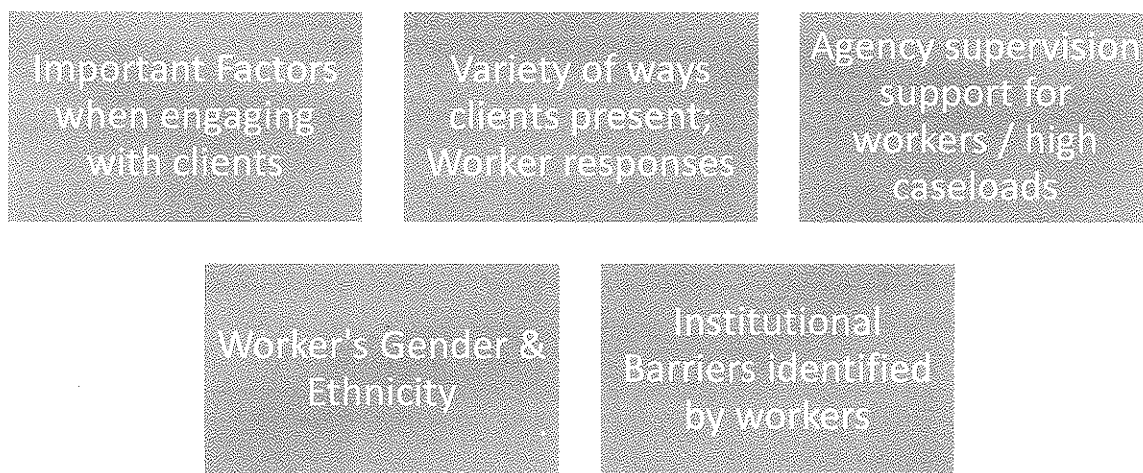 Important Factors
when engaging
with clients
Variety of ways
clients present;
Worker responses
Agency supervision
support for
workers / high
caseloads
Worker's Gender &
Ethnicity
Institutional
Barriers identified
by workers